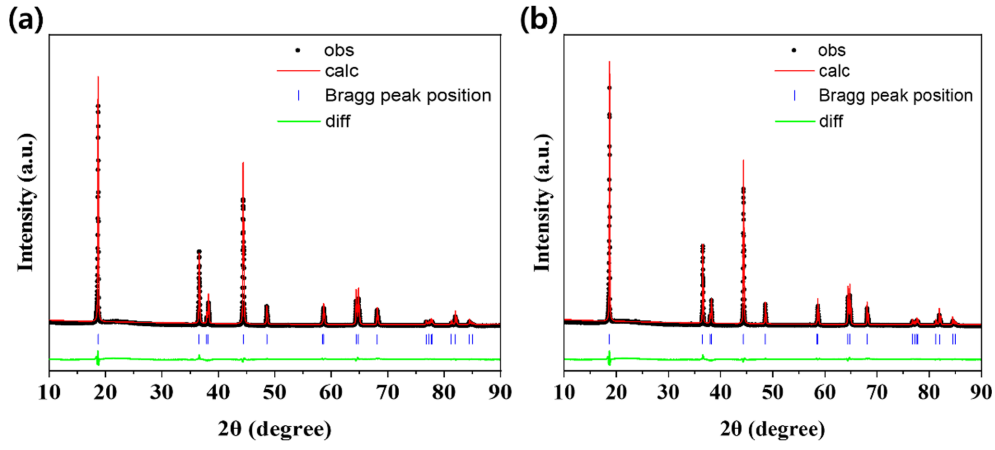 (a)
obs
calc
Bragg peak position
diff
Intensity (a.u.)
10 20 30 40 50 60 70 80 90
2θ (degree)
(b)
obs
calc
Bragg peak position
diff
Intensity (a.u.)
10 20 30 40 50 60 70 80 90
2θ (degree)